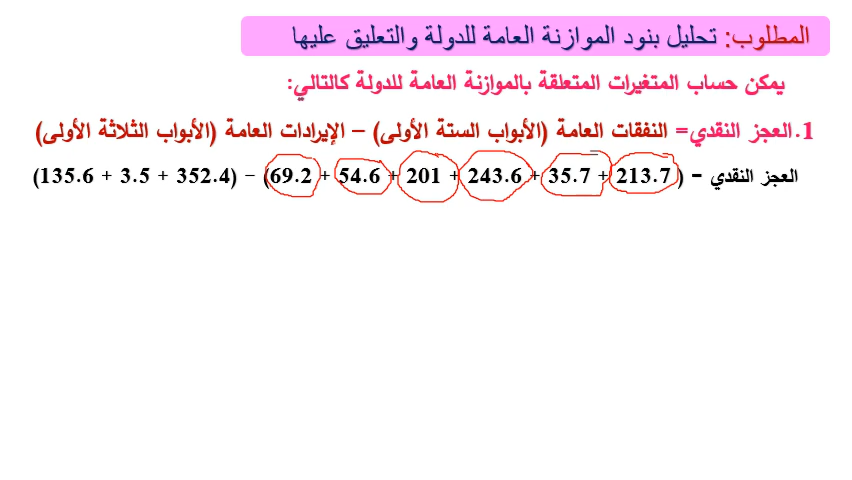 المطلوب: تحليل بنود الموازنة العامة للدولة والتعليق عليها
يمكن حساب المتغيرات المتعلقة بالموازنة العامة للدولة كالتالي:
1. العجز النقدي= النفقات العامة (الأبواب الستة الأولى) – الإيرادات العامة (الأبواب الثلاثة الأولى)
العجز النقدي – ( 213.7 + 35.7 + 243.6 + 201 + 54.6 + 69.2) – (352.4 + 3.5 + 135.6)